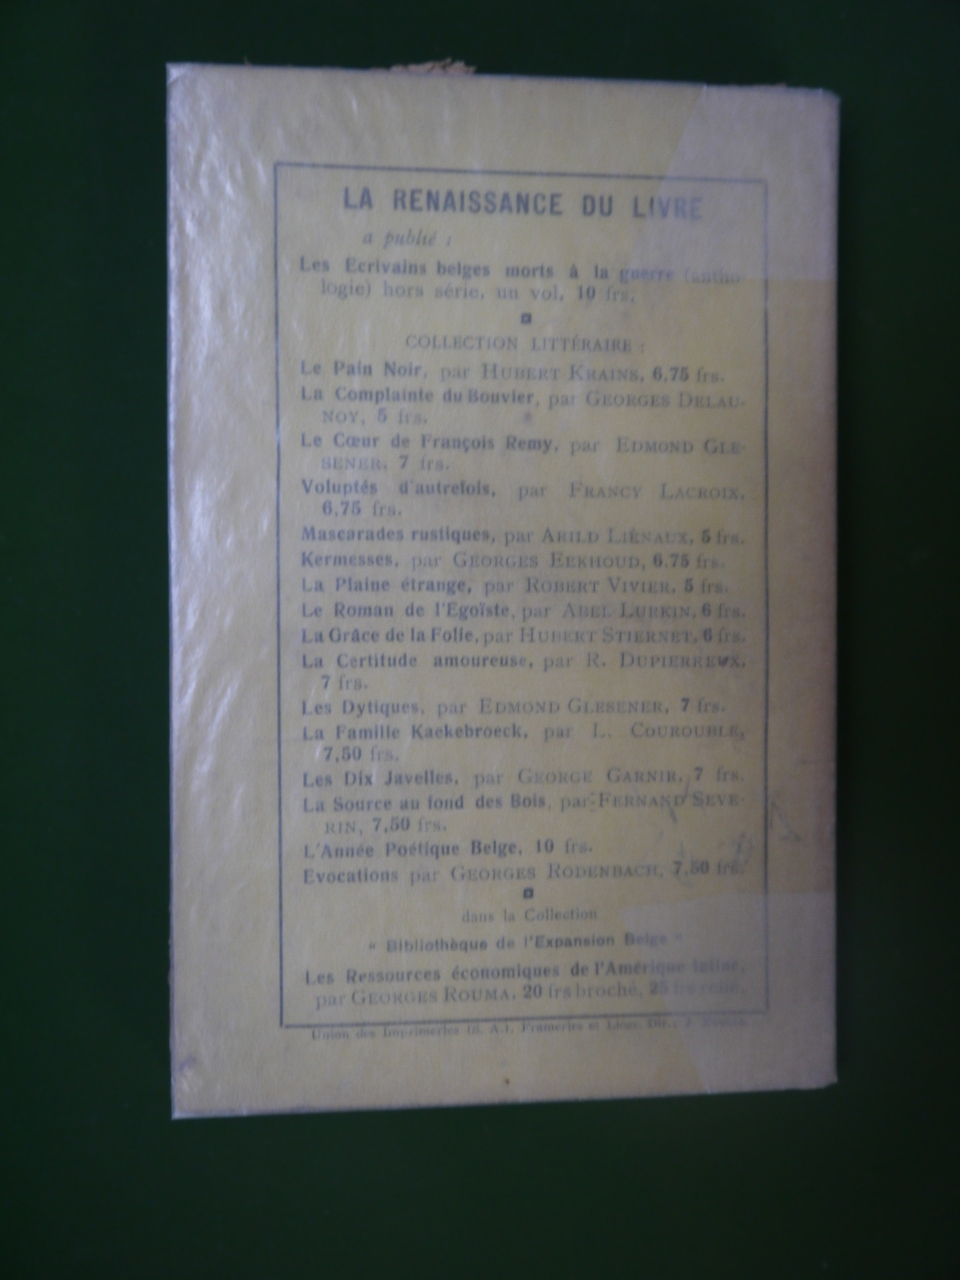 LA RENAISSANCE DU LIVRE
a publié :
Les Ecrivains belges morts à la guerre (antho-
logie) hors série, un vol. 10 frs.
COLLECTION LITTÉRAIRE :
Le Pain Noir, par HUBERT KRAINS, 6,75 frs.
La Complainte du Bouvier, par GEORGES DELAU-
NOY, 5 frs.
Le Cœur de François Remy, par EDMOND GLE-
SENER, 7 frs.
Voluptés d'autrefois, par FRANCY LACROIX,
6,75 frs.
Mascarades rustiques, par ARILD LIÉNAUX, 5 frs.
Kermesses, par GEORGES EEKHOUD, 6,75 frs.
La Plaine étrange, par ROBERT VIVIER, 5 frs.
Le Roman de l'Egoïste, par ABEL LURKIN, 6 frs.
La Grâce de la Folie, par HUBERT STIERNET, 6 frs.
La Certitude amoureuse, par R. DUPIERREUX,
7 frs.
Les Dytiques, par EDMOND GLESENER, 7 frs.
La Famille Kaekebroeck, par L. COUROUBLE,
7,50 frs.
Les Dix Javelles, par GEORGE GARNIR, 7 frs.
La Source au fond des Bois, par FERNAND SEVE-
RIN, 7,50 frs.
L'Année Poétique Belge, 10 frs.
Evocations par GEORGES RODENBACH, 7,50 frs.
dans la Collection
« Bibliothèque de l'Expansion Belge »
Les Ressources économiques de l'Amérique latine,
par GEORGES ROUMA, 20 frs broché, 25 frs relié.
Union des Imprimeries (S. A.), Frameries et Liége. Dir. :